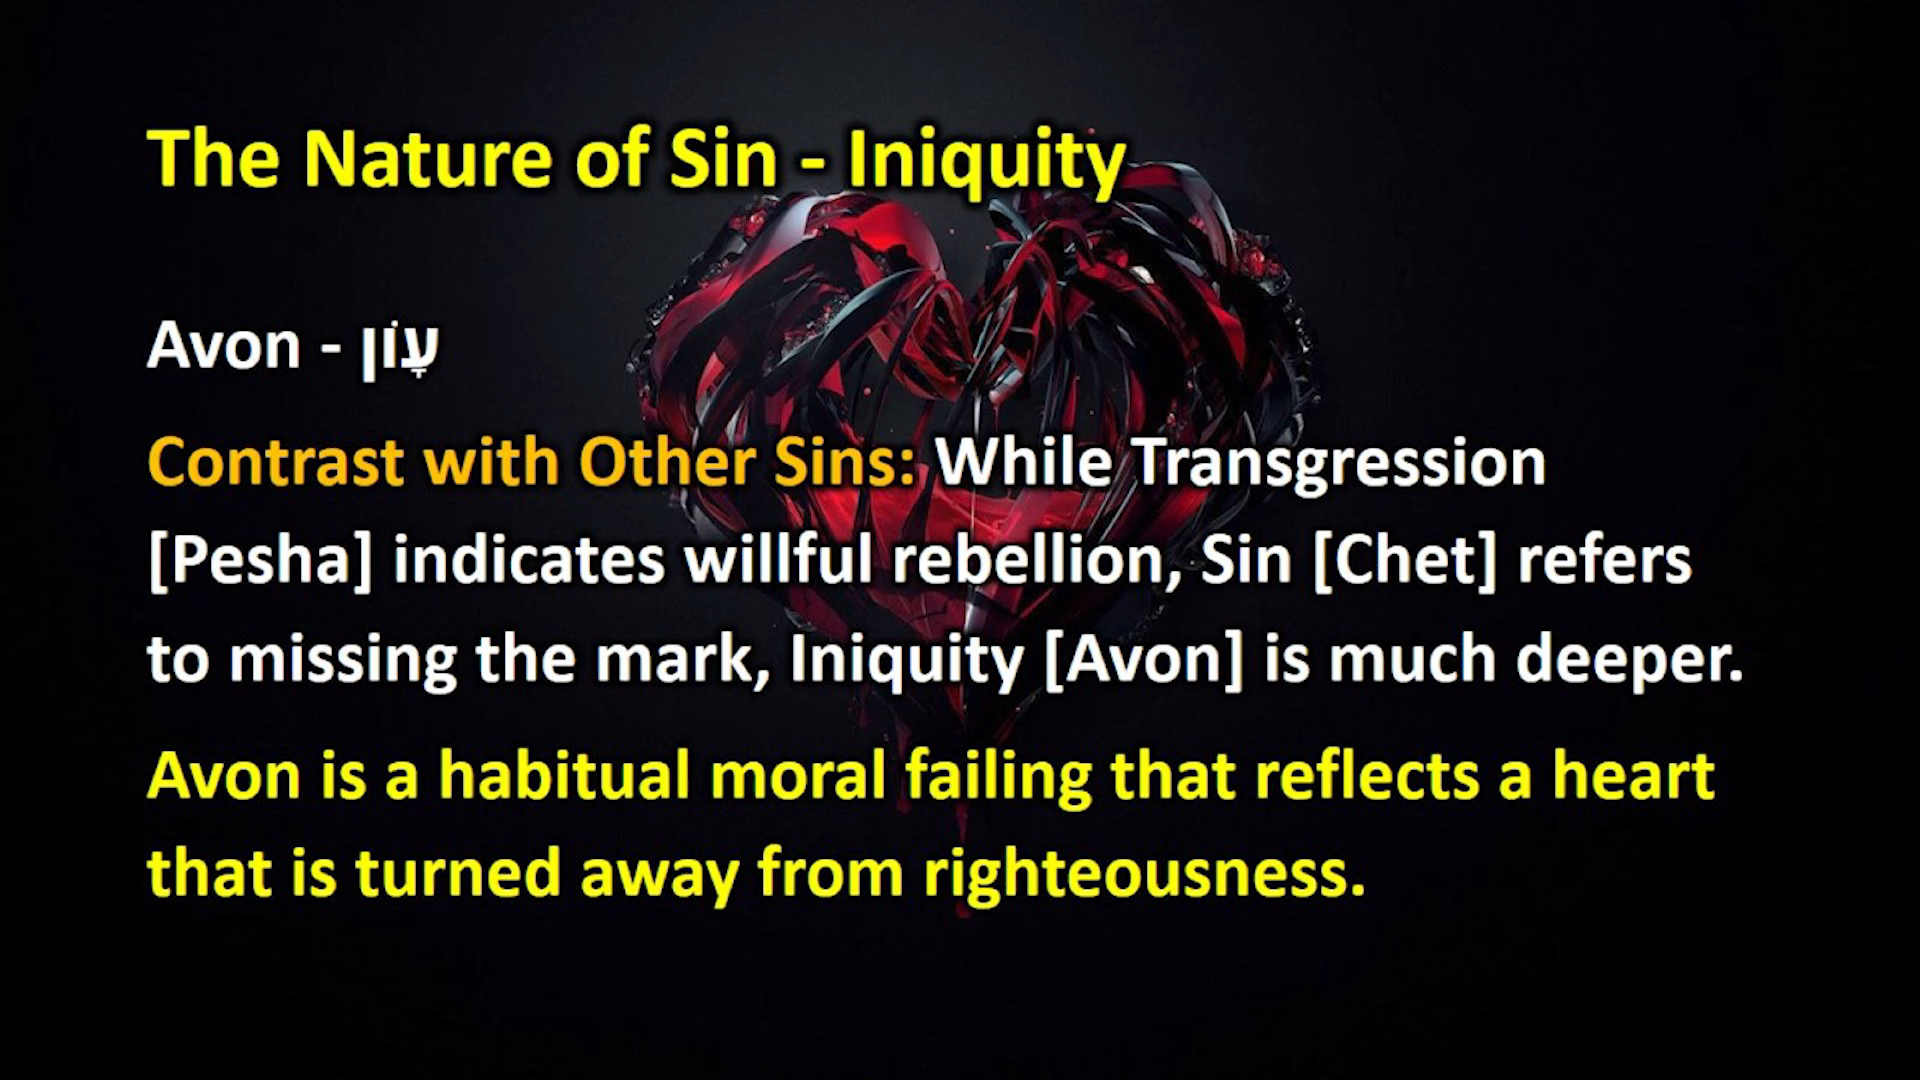 The Nature of Sin - Iniquity
Avon - עָוֹן
Contrast with Other Sins: While Transgression
[Pesha] indicates willful rebellion, Sin [Chet] refers
to missing the mark, Iniquity [Avon] is much deeper.
Avon is a habitual moral failing that reflects a heart
that is turned away from righteousness.